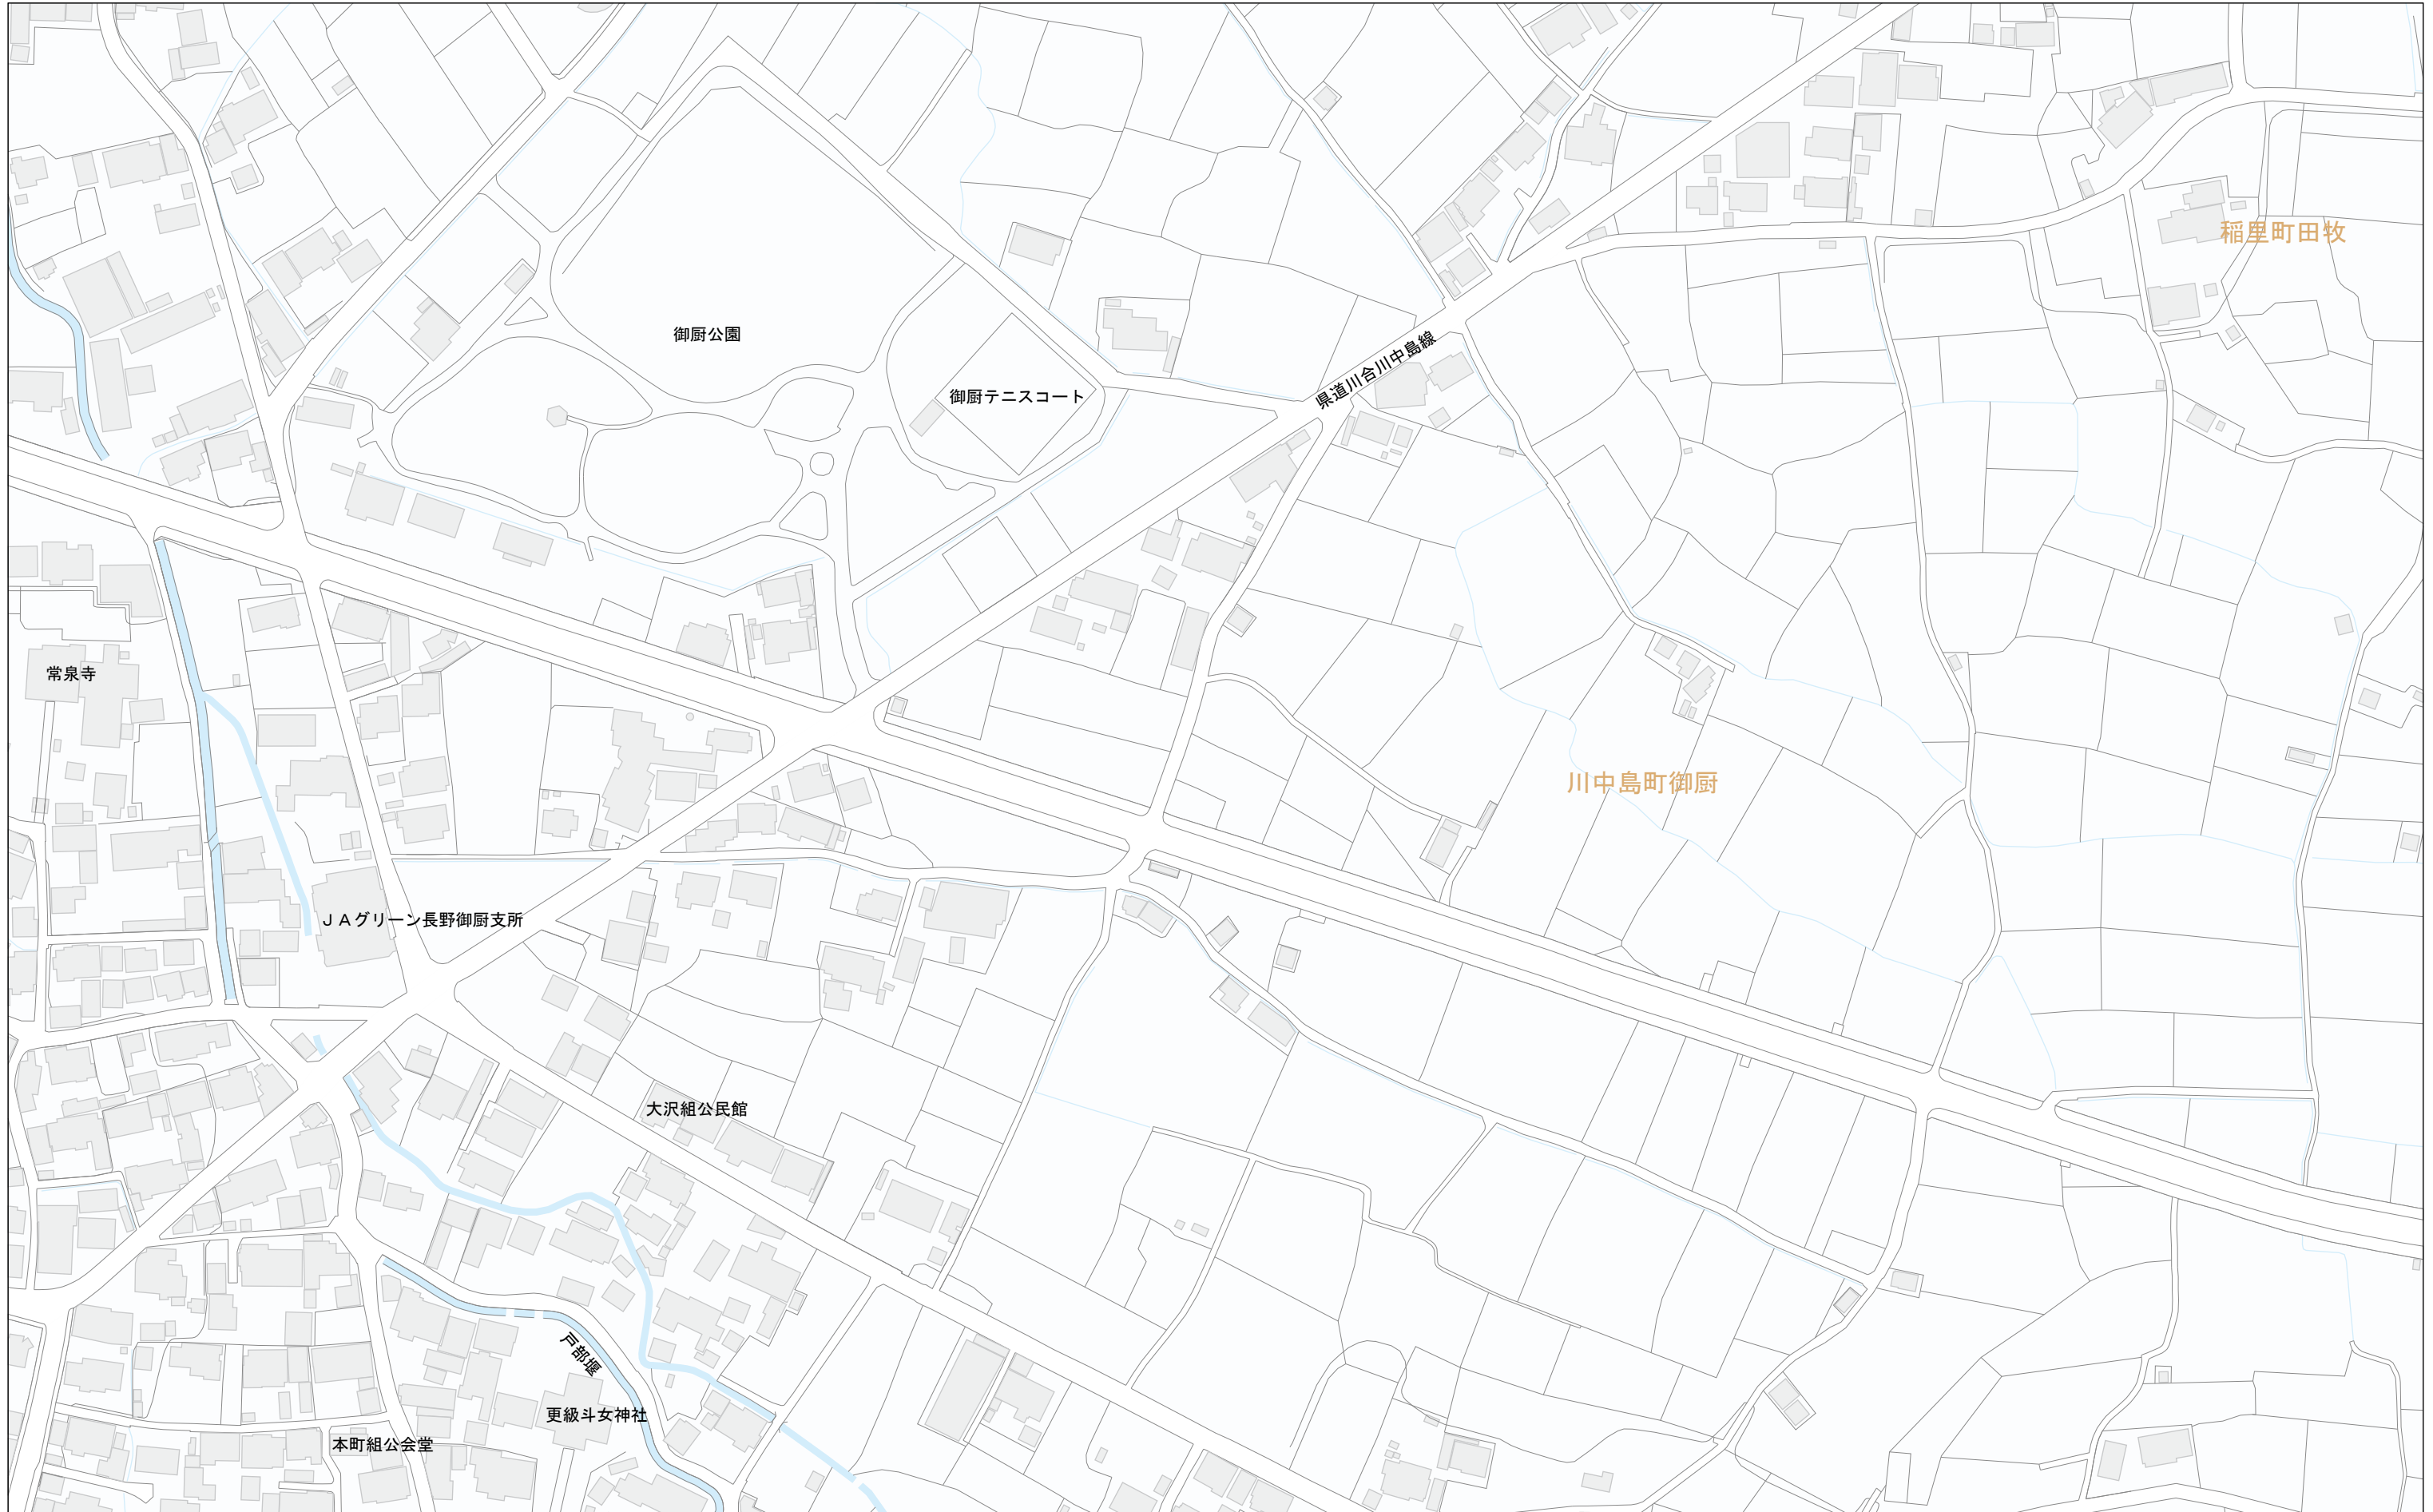 稲里町田牧
御厨公園
県道川合川中島線
御厨テニスコート
常泉寺
川中島町御厨
ＪＡグリーン長野御厨支所
大沢組公民館
戸部堰
更級斗女神社
本町組公会堂